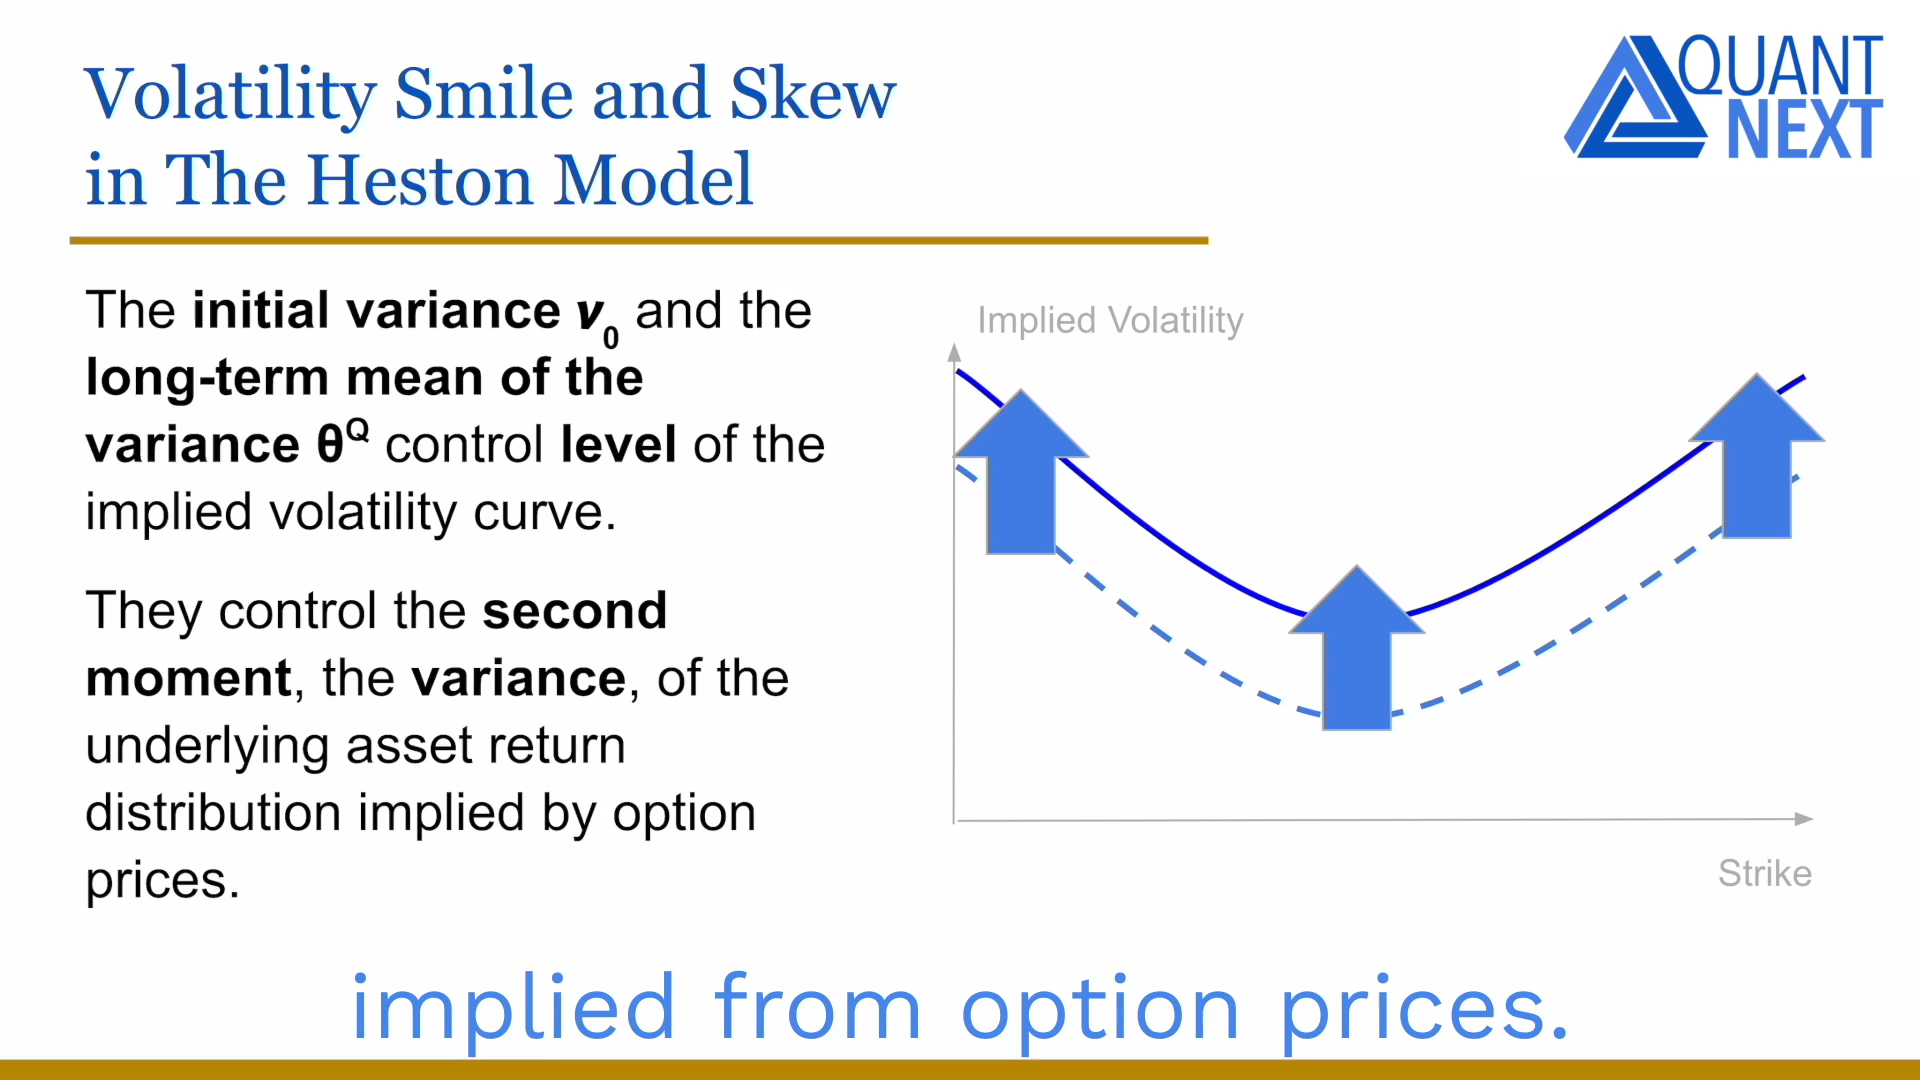 Volatility Smile and Skew
in The Heston Model
QUANT
NEXT
The initial variance v₀ and the
long-term mean of the
variance θ^Q control level of the
implied volatility curve.
They control the second
moment, the variance, of the
underlying asset return
distribution implied by option
prices.
Implied Volatility
Strike
implied from option prices.